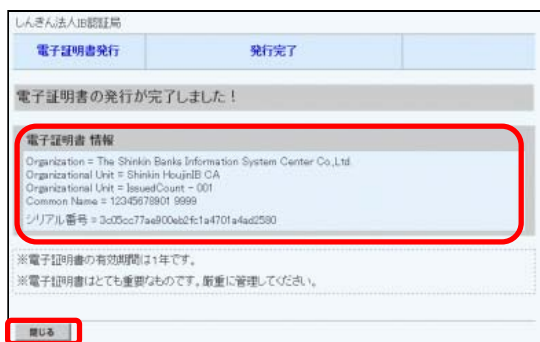 しんきん法人IB認証局
電子証明書発行 発行完了
電子証明書の発行が完了しました！
電子証明書 情報
Organization = The Shinkin Banks Information System Center Co.,Ltd.
Organizational Unit = Shinkin HoujinIB CA
Organizational Unit = IssuedCount - 001
Common Name = 12345678901 9999
シリアル番号 = 3c05cc77ae900eb2fc1a4701a4ad2580
※電子証明書の有効期間は1年です。
※電子証明書はとても重要なものです。厳重に管理してください。
閉じる